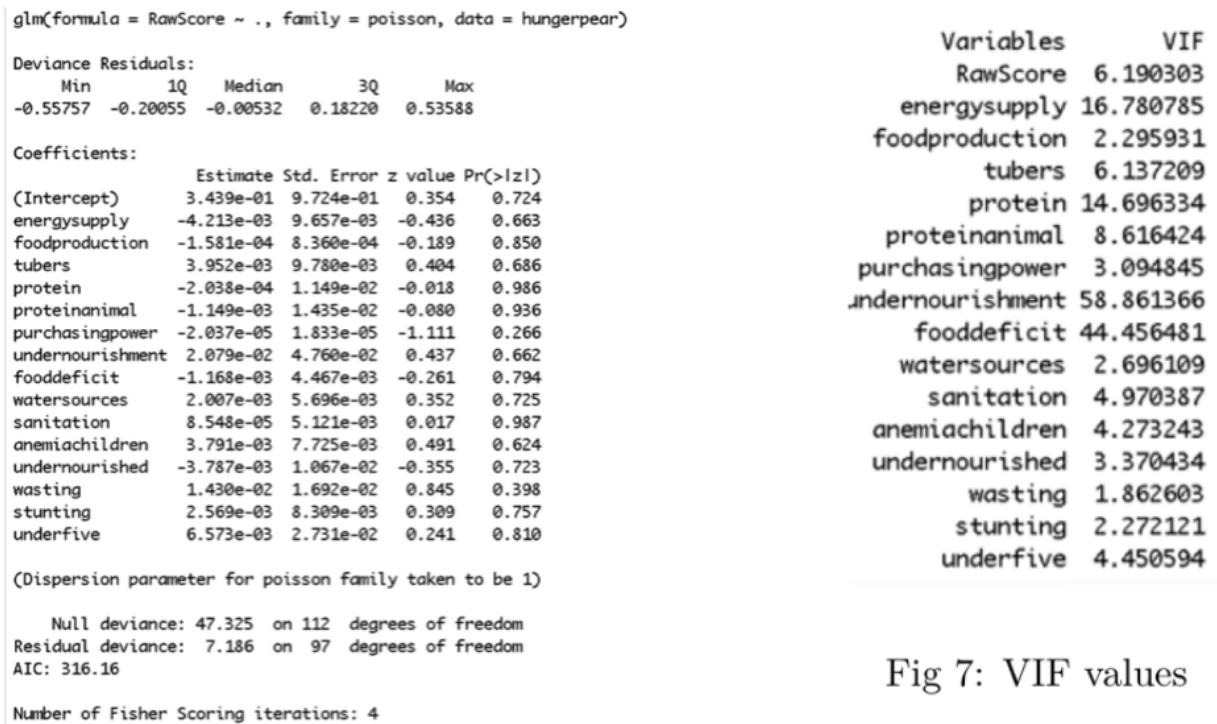 glm(formula = RawScore ~ ., family = poisson, data = hungerpear)
Deviance Residuals:
Min 1Q Median 3Q Max
-0.55757 -0.20055 -0.00532 0.18220 0.53588
Coefficients:
Estimate Std. Error z value Pr(>|z|)
(Intercept) 3.439e-01 9.724e-01 0.354 0.724
energysupply -4.213e-03 9.657e-03 -0.436 0.663
foodproduction -1.581e-04 8.360e-04 -0.189 0.850
tubers 3.952e-03 9.780e-03 0.404 0.686
protein -2.038e-04 1.149e-02 -0.018 0.986
proteinanimal -1.149e-03 1.435e-02 -0.080 0.936
purchasingpower -2.037e-05 1.833e-05 -1.111 0.266
undernourishment 2.079e-02 4.760e-02 0.437 0.662
fooddeficit -1.168e-03 4.467e-03 -0.261 0.794
watersources 2.007e-03 5.696e-03 0.352 0.725
sanitation 8.548e-05 5.121e-03 0.017 0.987
anemiachildren 3.791e-03 7.725e-03 0.491 0.624
undernourished -3.787e-03 1.067e-02 -0.355 0.723
wasting 1.430e-02 1.692e-02 0.845 0.398
stunting 2.569e-03 8.309e-03 0.309 0.757
underfive 6.573e-03 2.731e-02 0.241 0.810
(Dispersion parameter for poisson family taken to be 1)
Null deviance: 47.325 on 112 degrees of freedom
Residual deviance: 7.186 on 97 degrees of freedom
AIC: 316.16
Number of Fisher Scoring iterations: 4
Variables VIF
RawScore 6.190303
energysupply 16.780785
foodproduction 2.295931
tubers 6.137209
protein 14.696334
proteinanimal 8.616424
purchasingpower 3.094845
undernourishment 58.861366
fooddeficit 44.456481
watersources 2.696109
sanitation 4.970387
anemiachildren 4.273243
undernourished 3.370434
wasting 1.862603
stunting 2.272121
underfive 4.450594
Fig 7: VIF values